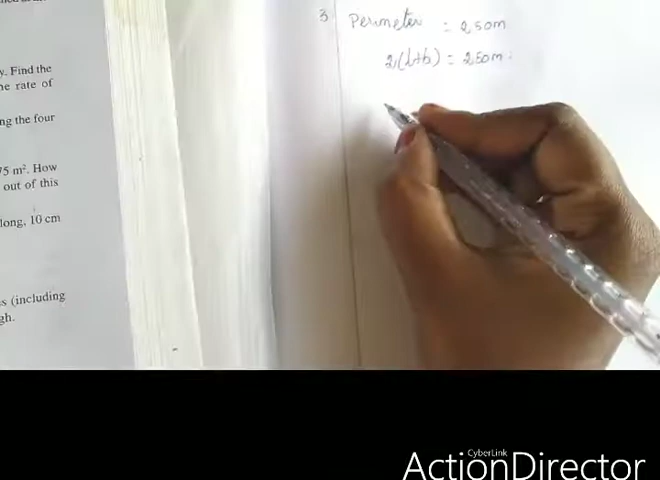 y. Find the
e rate of
ng the four
75 m². How
out of this
long, 10 cm
s (including
gh.
3 Perimeter = 250m
2(l+b) = 250m
CyberLink
ActionDirector